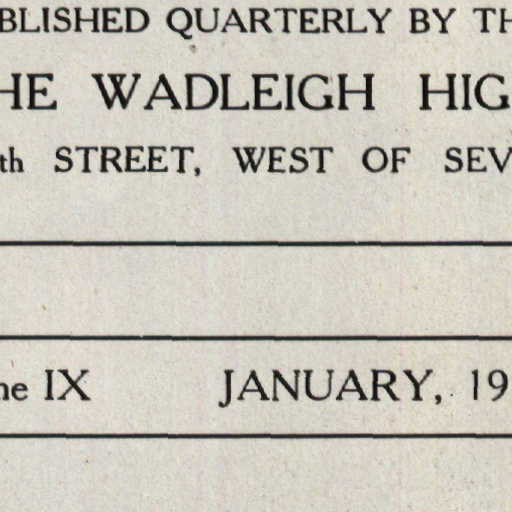 BLISHED QUARTERLY BY TH
HE WADLEIGH HIG
th STREET, WEST OF SEV
ne IX JANUARY, 19